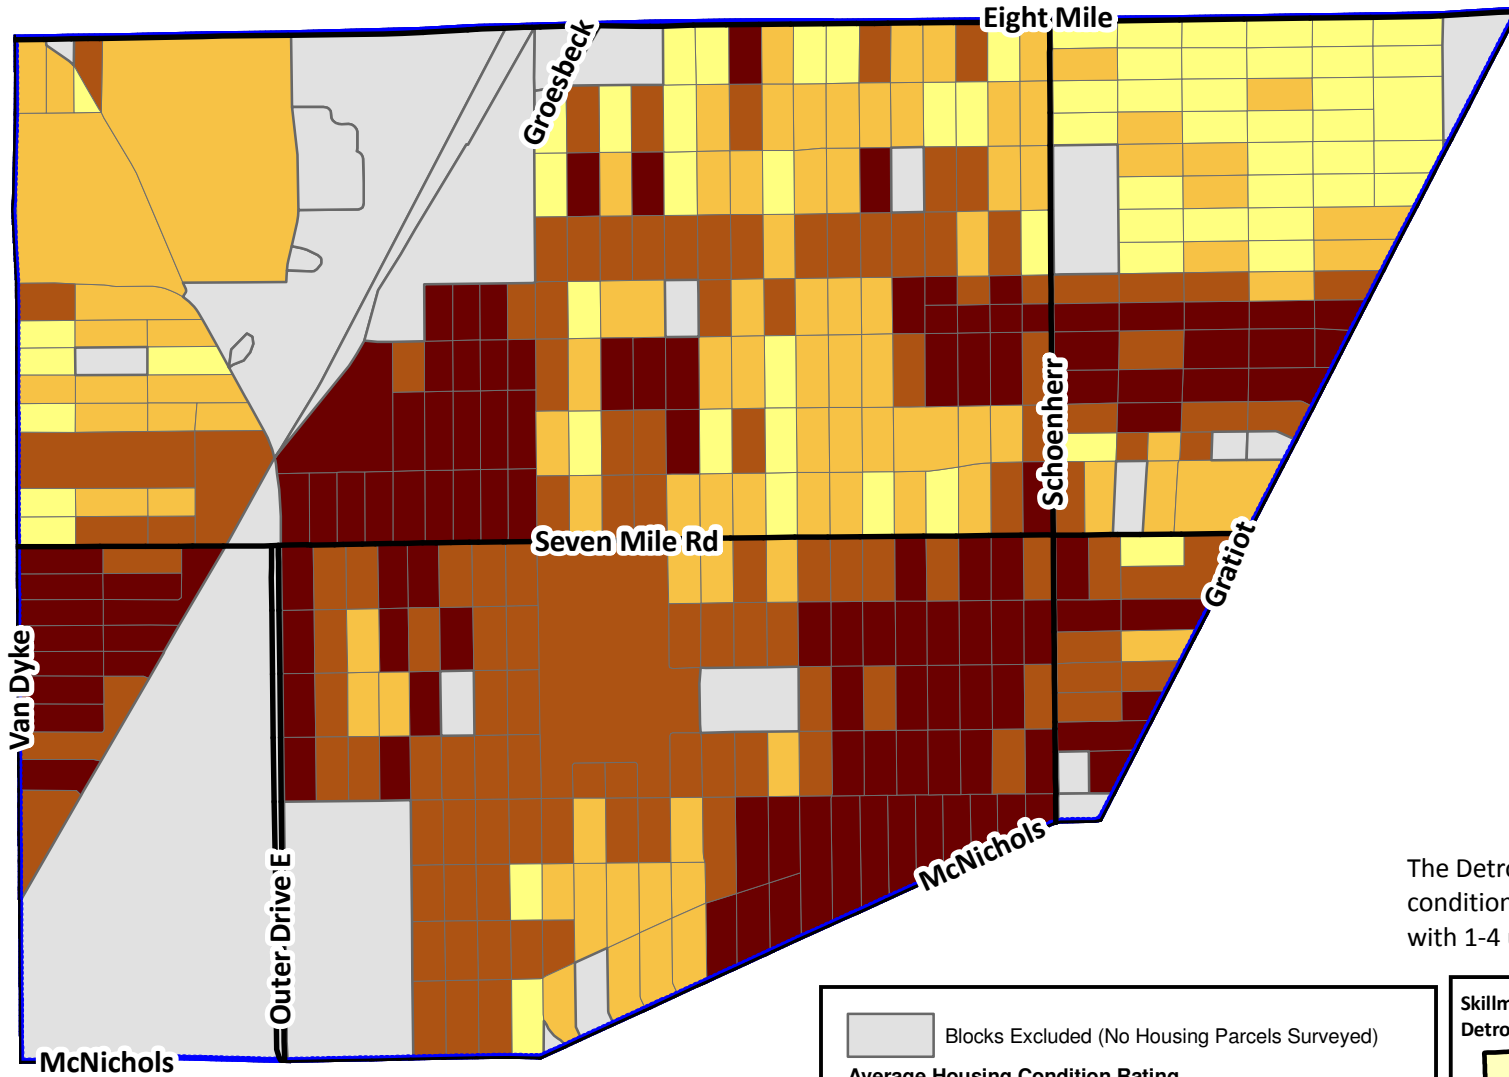 Eight Mile
Groesbeck
Schoenherr
Seven Mile Rd
Gratiot
Van Dyke
Outer Drive E
McNichols
McNichols
The Detro
condition
with 1-4
Blocks Excluded (No Housing Parcels Surveyed)
Average Housing Condition Rating
Skillm
Detro